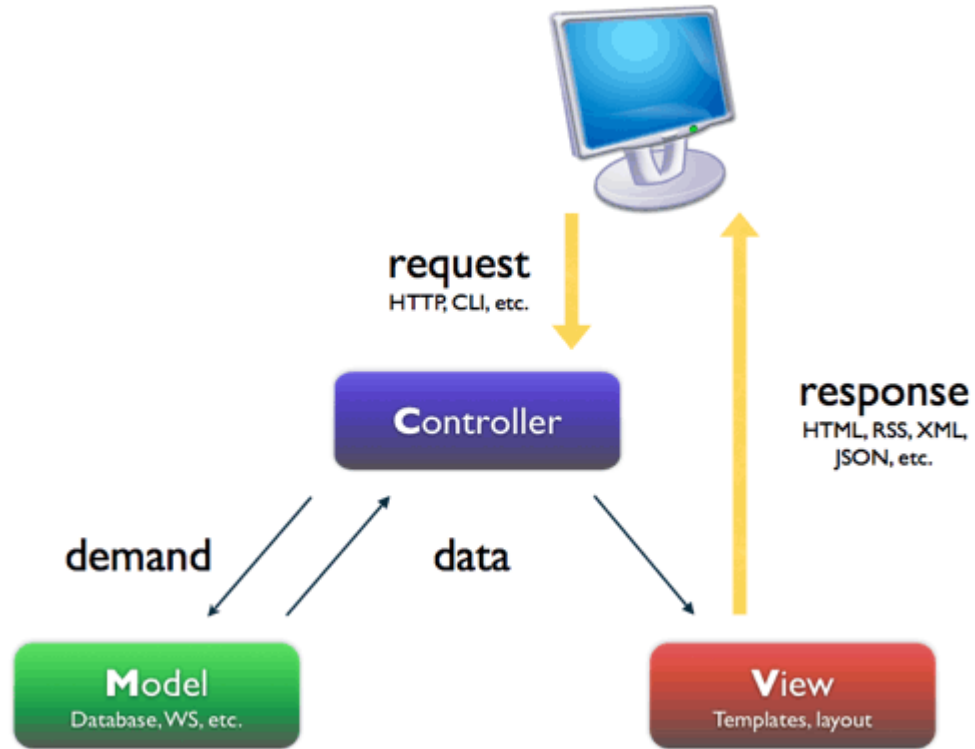 request
HTTP, CLI, etc.
Controller
response
HTML, RSS, XML,
JSON, etc.
demand
data
Model
Database, WS, etc.
View
Templates, layout